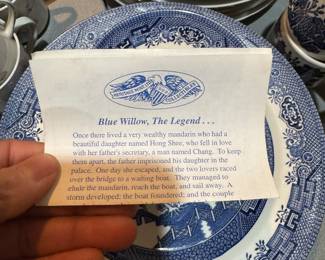 Blue Willow, The Legend . . .
Once there lived a very wealthy mandarin who had a
beautiful daughter named Hong Shee, who fell in love
with her father's secretary, a man named Chang. To keep
them apart, the father imprisoned his daughter in the
palace. One day she escaped, and the two lovers raced
over the bridge to a waiting boat. They managed to
elude the mandarin, reach the boat, and sail away. A
storm developed; the boat foundered; and the couple